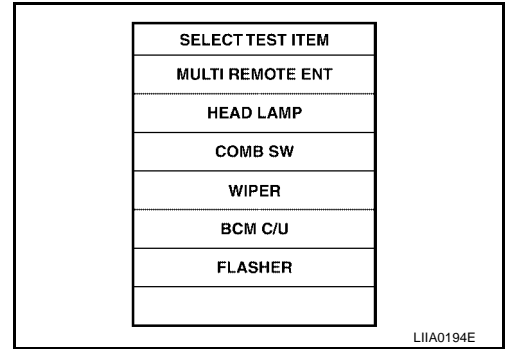 SELECT TEST ITEM
MULTI REMOTE ENT
HEAD LAMP
COMB SW
WIPER
BCM C/U
FLASHER
LIIA0194E